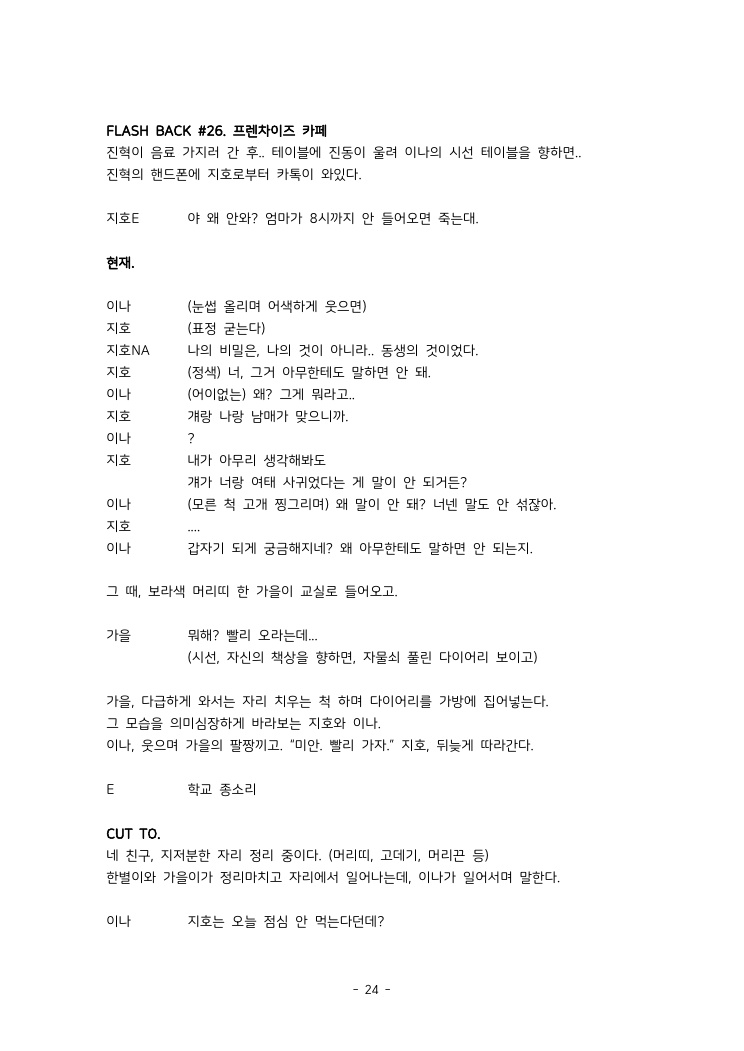 FLASH BACK #26. 프렌차이즈 카페
진혁이 음료 가지러 간 후.. 테이블에 진동이 울려 이나의 시선 테이블을 향하면..
진혁의 핸드폰에 지호로부터 카톡이 와있다.
지호E 야 왜 안와? 엄마가 8시까지 안 들어오면 죽는대.
현재.
이나 (눈썹 올리며 어색하게 웃으면)
지호 (표정 굳는다)
지호NA 나의 비밀은, 나의 것이 아니라.. 동생의 것이었다.
지호 (정색) 너, 그거 아무한테도 말하면 안 돼.
이나 (어이없는) 왜? 그게 뭐라고..
지호 걔랑 나랑 남매가 맞으니까.
이나 ?
지호 내가 아무리 생각해봐도
걔가 너랑 여태 사귀었다는 게 말이 안 되거든?
이나 (모른 척 고개 찡그리며) 왜 말이 안 돼? 너넨 말도 안 섞잖아.
지호 ....
이나 갑자기 되게 궁금해지네? 왜 아무한테도 말하면 안 되는지.
그 때, 보라색 머리띠 한 가을이 교실로 들어오고.
가을 뭐해? 빨리 오라는데...
(시선, 자신의 책상을 향하면, 자물쇠 풀린 다이어리 보이고)
가을, 다급하게 와서는 자리 치우는 척 하며 다이어리를 가방에 집어넣는다.
그 모습을 의미심장하게 바라보는 지호와 이나.
이나, 웃으며 가을의 팔짱끼고. "미안. 빨리 가자." 지호, 뒤늦게 따라간다.
E 학교 종소리
CUT TO.
네 친구, 지저분한 자리 정리 중이다. (머리띠, 고데기, 머리끈 등)
한별이와 가을이가 정리마치고 자리에서 일어나는데, 이나가 일어서며 말한다.
이나 지호는 오늘 점심 안 먹는다던데?
- 24 -